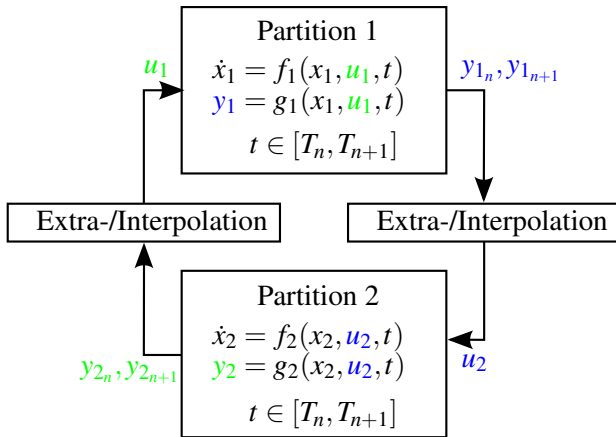 Partition 1
ẋ₁ = f₁(x₁, u₁, t)
y₁ = g₁(x₁, u₁, t)
t ∈ [Tₙ, Tₙ₊₁]
u₁
y₁ₙ, y₁ₙ₊₁
Extra-/Interpolation
Extra-/Interpolation
Partition 2
ẋ₂ = f₂(x₂, u₂, t)
y₂ = g₂(x₂, u₂, t)
t ∈ [Tₙ, Tₙ₊₁]
y₂ₙ, y₂ₙ₊₁
u₂